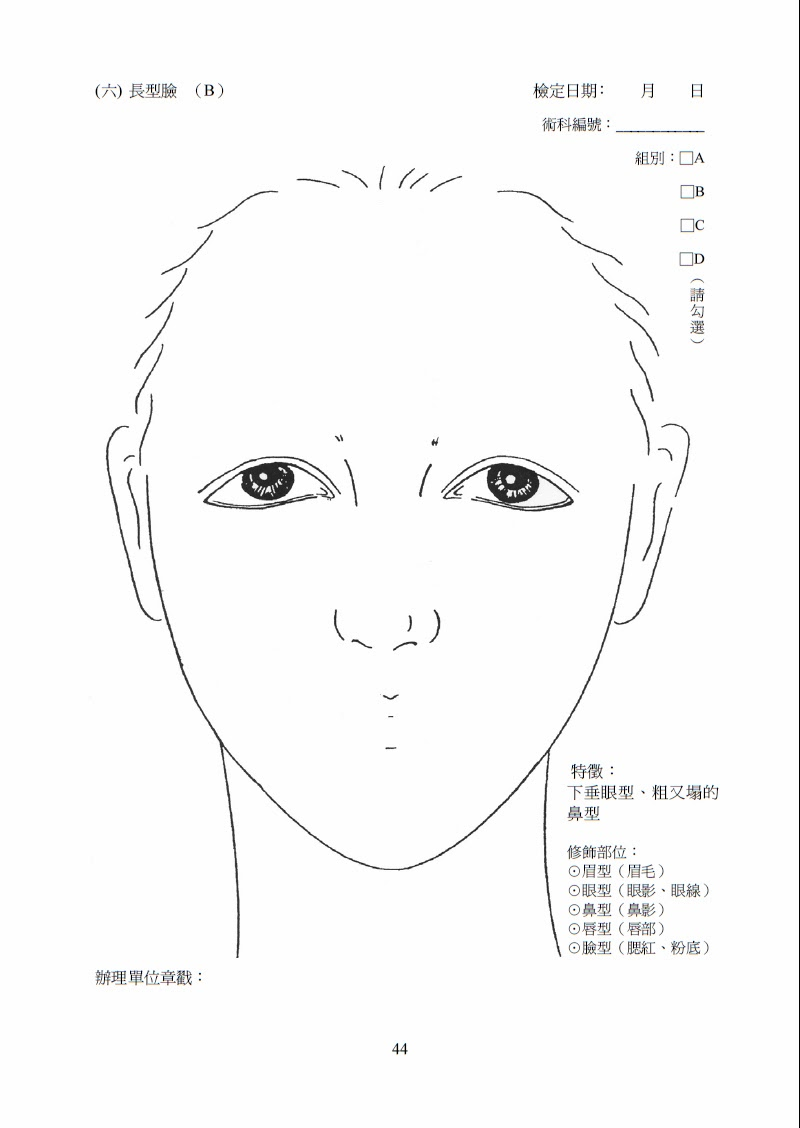 (六) 長型臉 （B）
檢定日期： 月 日
術科編號：__________
組別：□A
□B
□C
□D
（請勾選）
特徵：
下垂眼型、粗又塌的
鼻型
修飾部位：
⊙眉型（眉毛）
⊙眼型（眼影、眼線）
⊙鼻型（鼻影）
⊙唇型（唇部）
⊙臉型（腮紅、粉底）
辦理單位章戳：
44